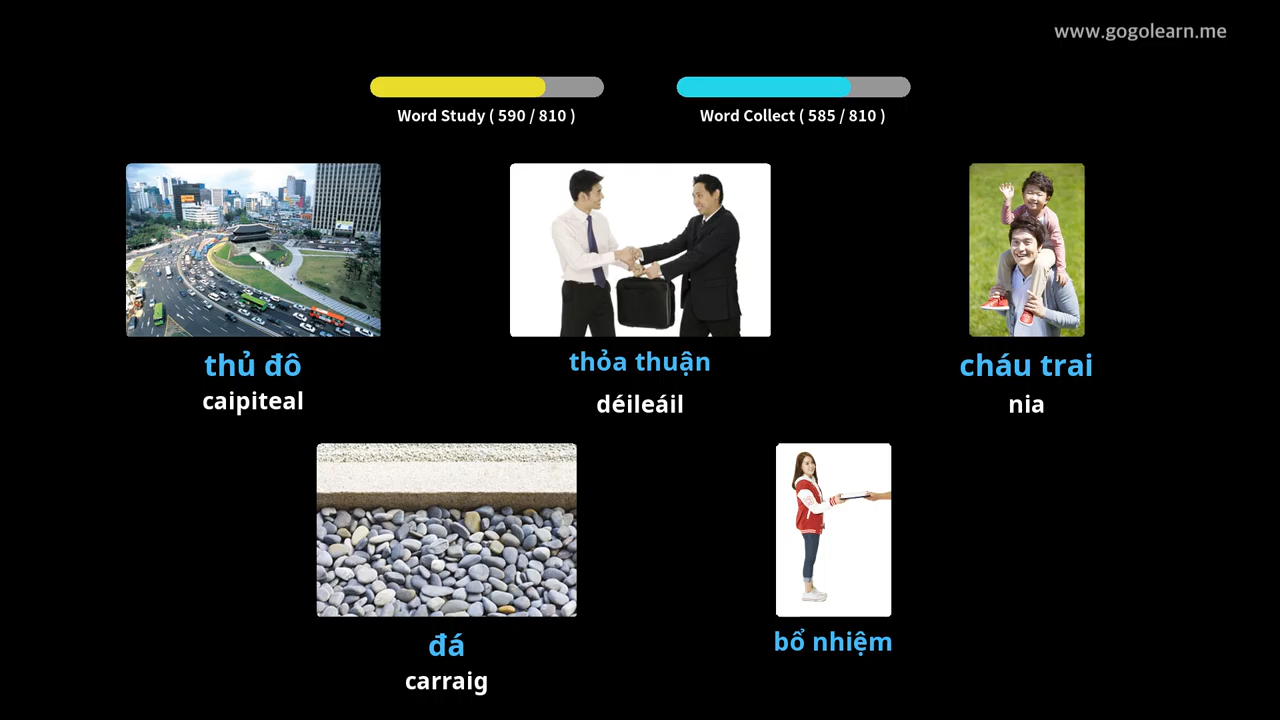 www.gogolearn.me
Word Study ( 590 / 810 )
Word Collect ( 585 / 810 )
thủ đô
caipiteal
thỏa thuận
déileáil
cháu trai
nia
đá
carraig
bổ nhiệm